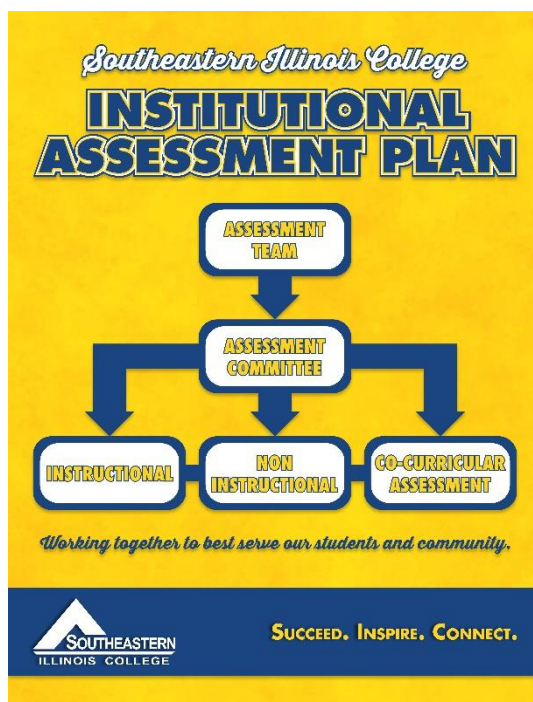 Southeastern Illinois College
INSTITUTIONAL
ASSESSMENT PLAN
ASSESSMENT
TEAM
ASSESSMENT
COMMITTEE
INSTRUCTIONAL
NON
INSTRUCTIONAL
CO-CURRICULAR
ASSESSMENT
Working together to best serve our students and community.
SOUTHEASTERN
ILLINOIS COLLEGE
SUCCEED. INSPIRE. CONNECT.